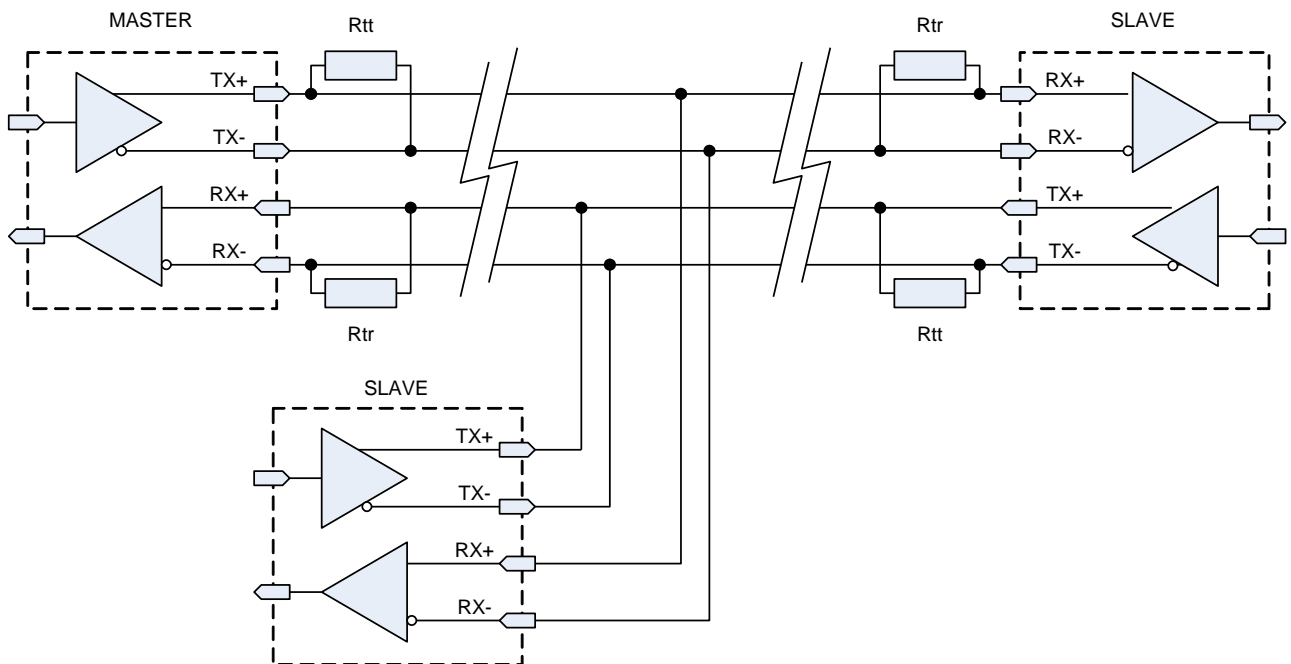 MASTER
Rtt
Rtr
SLAVE
TX+
RX+
TX-
RX-
RX+
TX+
RX-
TX-
Rtr
Rtt
SLAVE
TX+
TX-
RX+
RX-